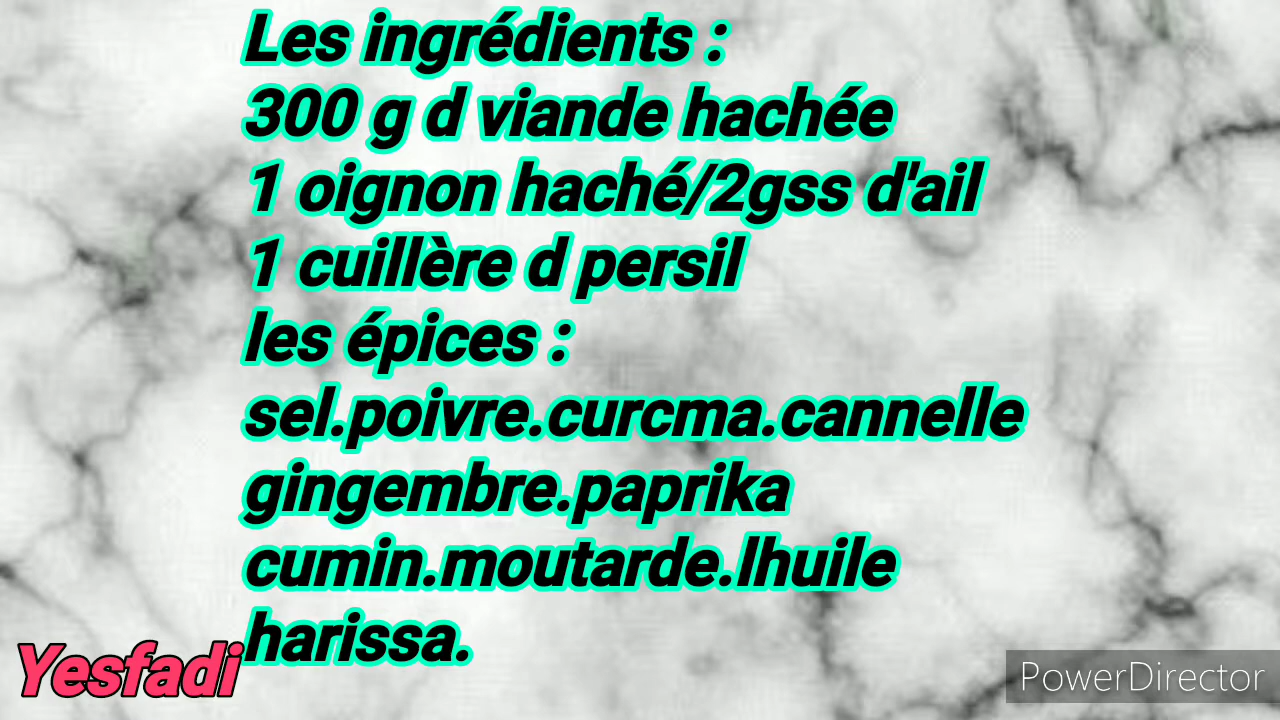 Les ingrédients :
300 g d viande hachée
1 oignon haché/2gss d'ail
1 cuillère d persil
les épices :
sel.poivre.curcma.cannelle
gingembre.paprika
cumin.moutarde.lhuile
harissa.
Yesfadi
PowerDirector